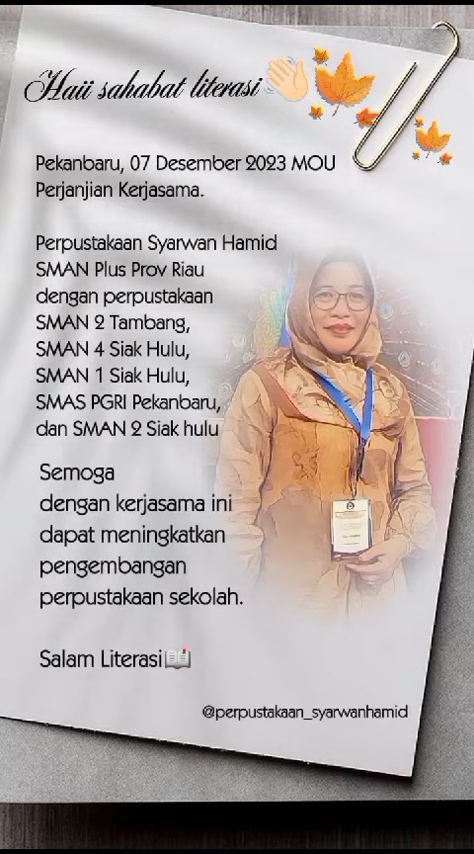 Haii sahabat literasi👋🏻
Pekanbaru, 07 Desember 2023 MOU
Perjanjian Kerjasama.
Perpustakaan Syarwan Hamid
SMAN Plus Prov Riau
dengan perpustakaan
SMAN 2 Tambang,
SMAN 4 Siak Hulu,
SMAN 1 Siak Hulu,
SMAS PGRI Pekanbaru,
dan SMAN 2 Siak hulu
Semoga
dengan kerjasama ini
dapat meningkatkan
pengembangan
perpustakaan sekolah.
Salam Literasi📖
@perpustakaan_syarwanhamid